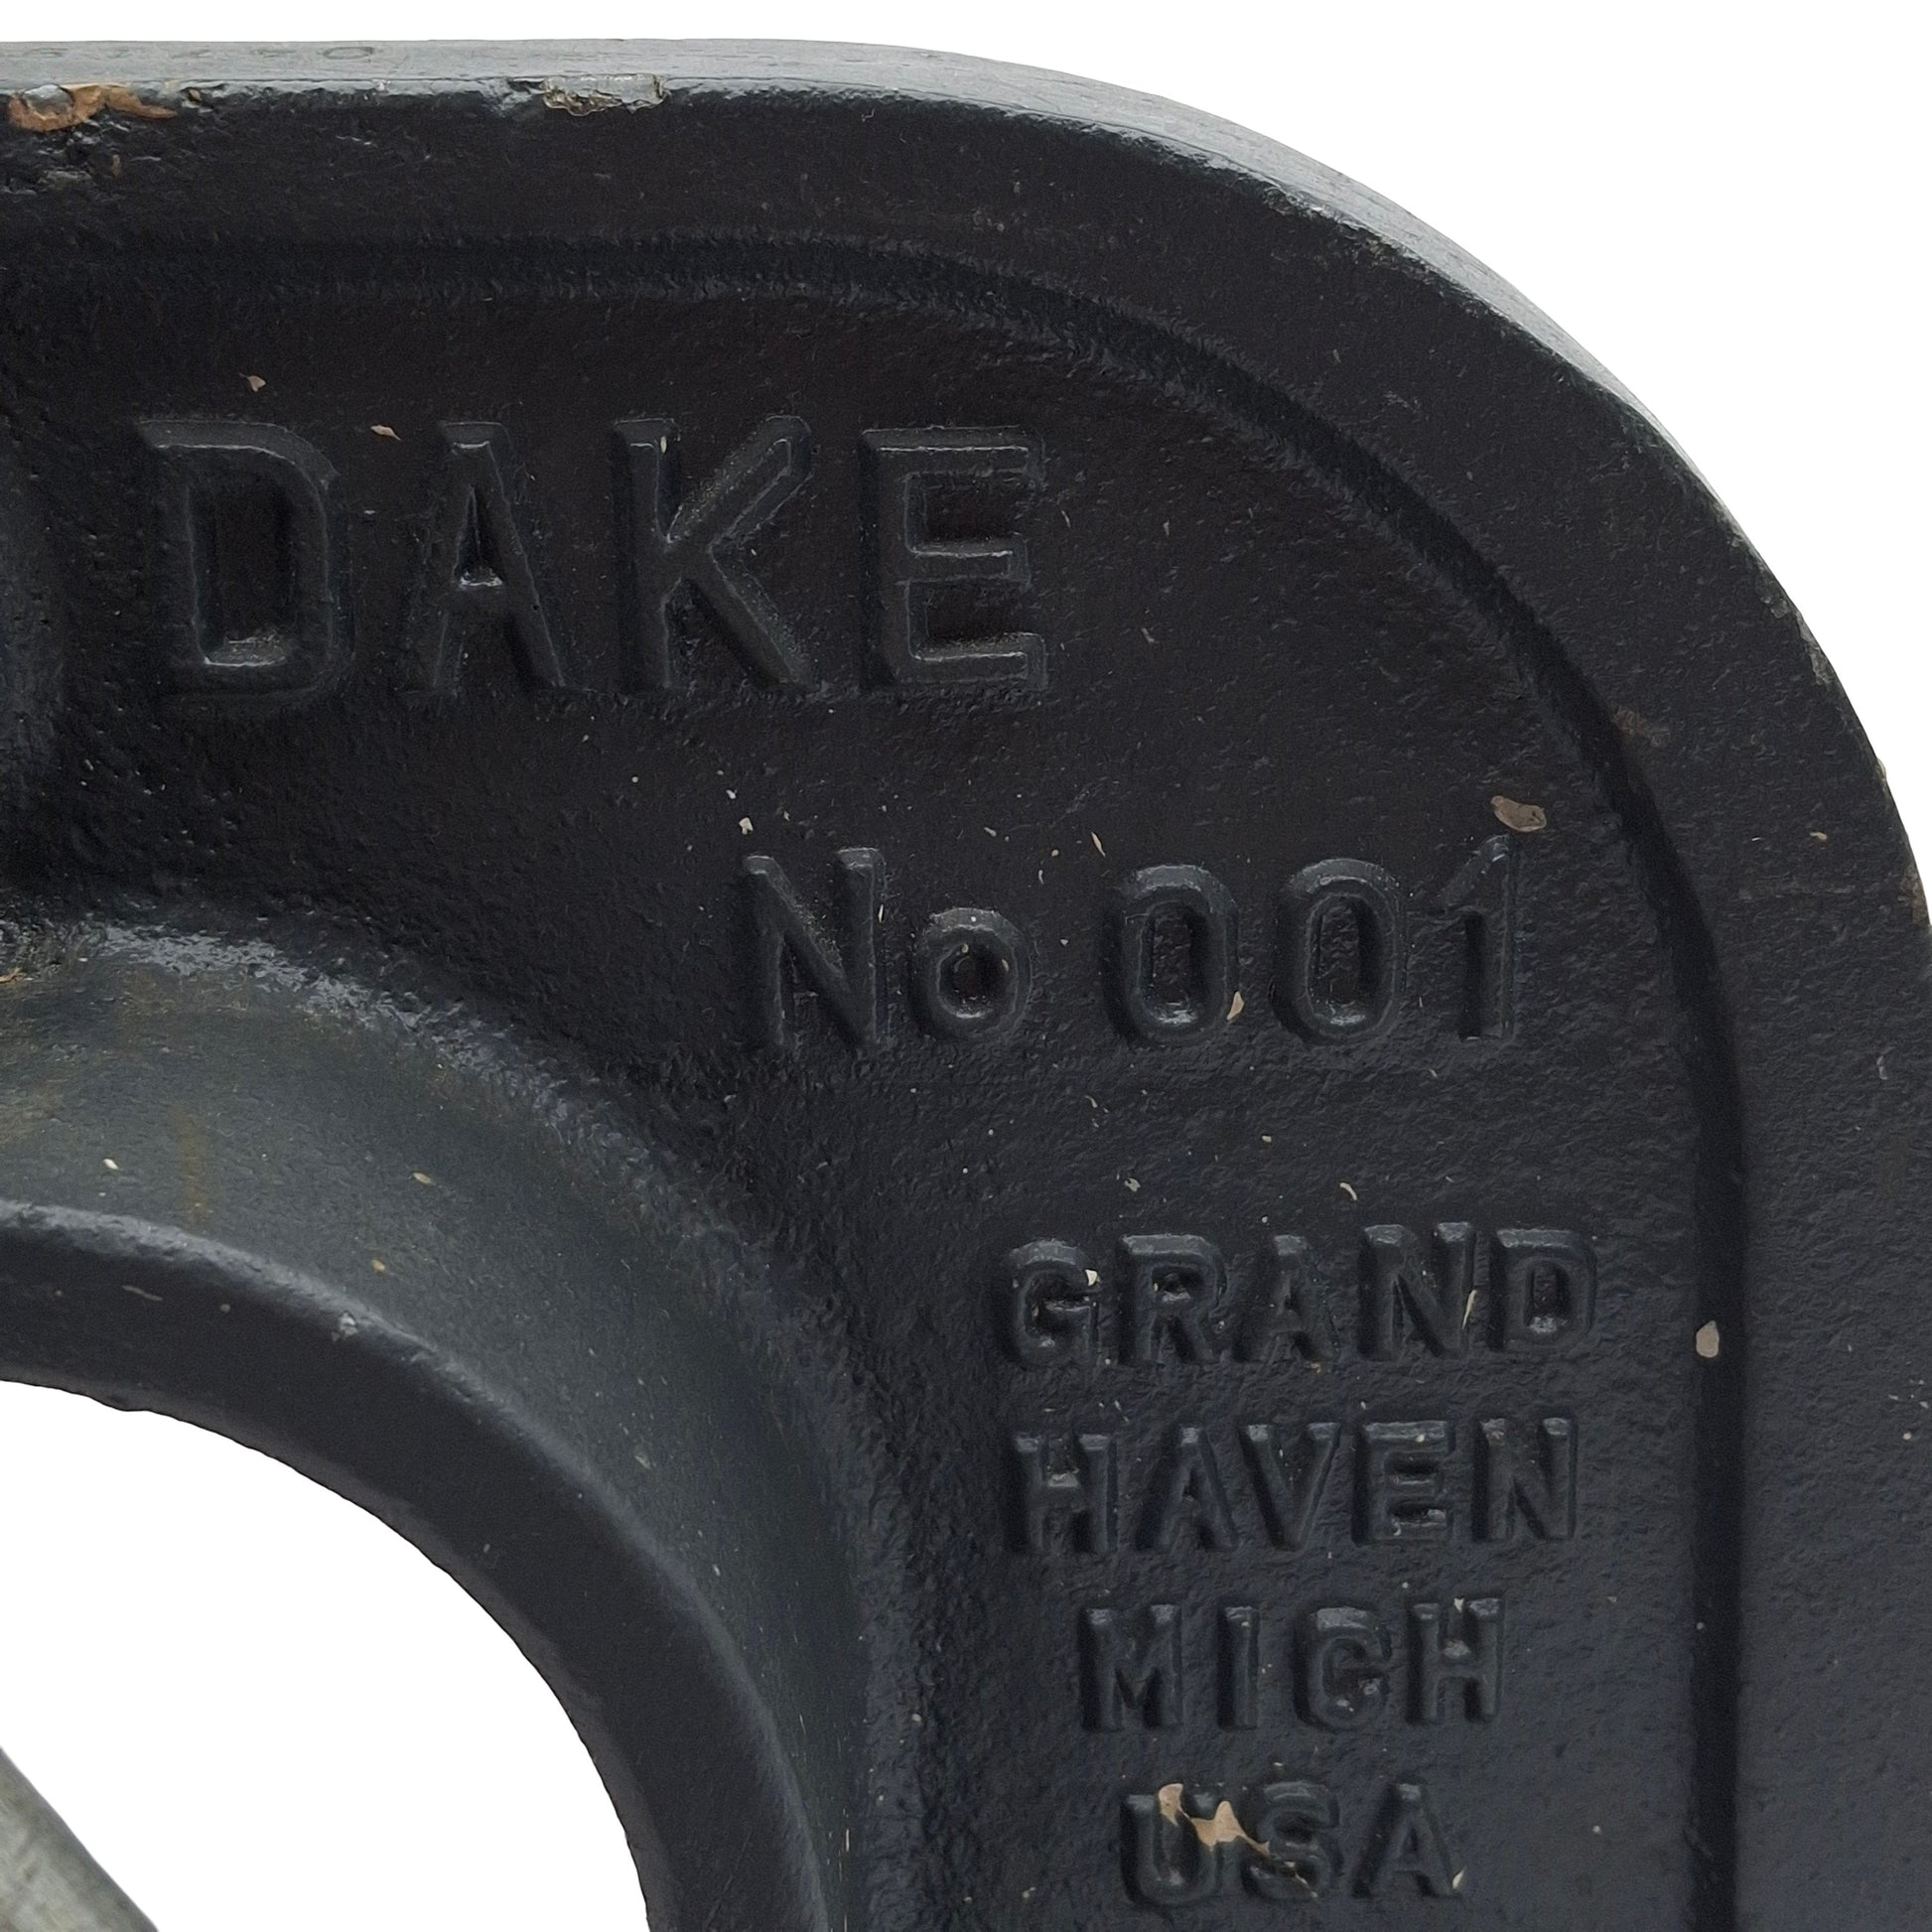 DAKE
No 001
GRAND
HAVEN
MICH
USA